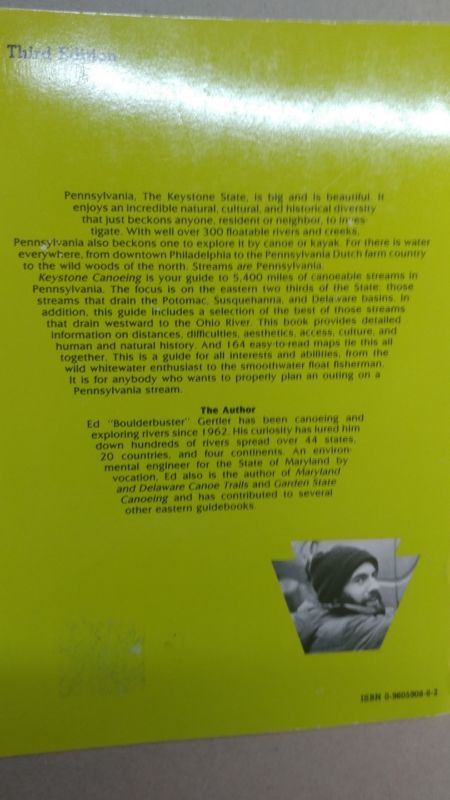 Third Edition
Pennsylvania, The Keystone State, is big and is beautiful. It
enjoys an incredible natural, cultural, and historical diversity
that just beckons anyone, resident or neighbor, to inves-
tigate. With well over 300 floatable rivers and creeks,
Pennsylvania also beckons one to explore it by canoe or kayak. For there is water
everywhere, from downtown Philadelphia to the Pennsylvania Dutch farm country
to the wild woods of the north. Streams are Pennsylvania.
Keystone Canoeing is your guide to 5,400 miles of canoeable streams in
Pennsylvania. The focus is on the eastern two thirds of the State; those
streams that drain the Potomac, Susquehanna, and Delaware basins. In
addition, this guide includes a selection of the best of those streams
that drain westward to the Ohio River. This book provides detailed
information on distances, difficulties, aesthetics, access, culture, and
human and natural history. And 164 easy-to-read maps tie this all
together. This is a guide for all interests and abilities, from the
wild whitewater enthusiast to the smoothwater float fisherman.
It is for anybody who wants to properly plan an outing on a
Pennsylvania stream.
The Author
Ed "Boulderbuster" Gertler has been canoeing and
exploring rivers since 1962. His curiosity has lured him
down hundreds of rivers spread over 44 states,
20 countries, and four continents. An environ-
mental engineer for the State of Maryland by
vocation, Ed also is the author of Maryland
and Delaware Canoe Trails and Garden State
Canoeing and has contributed to several
other eastern guidebooks.
ISBN 0-9605908-6-2